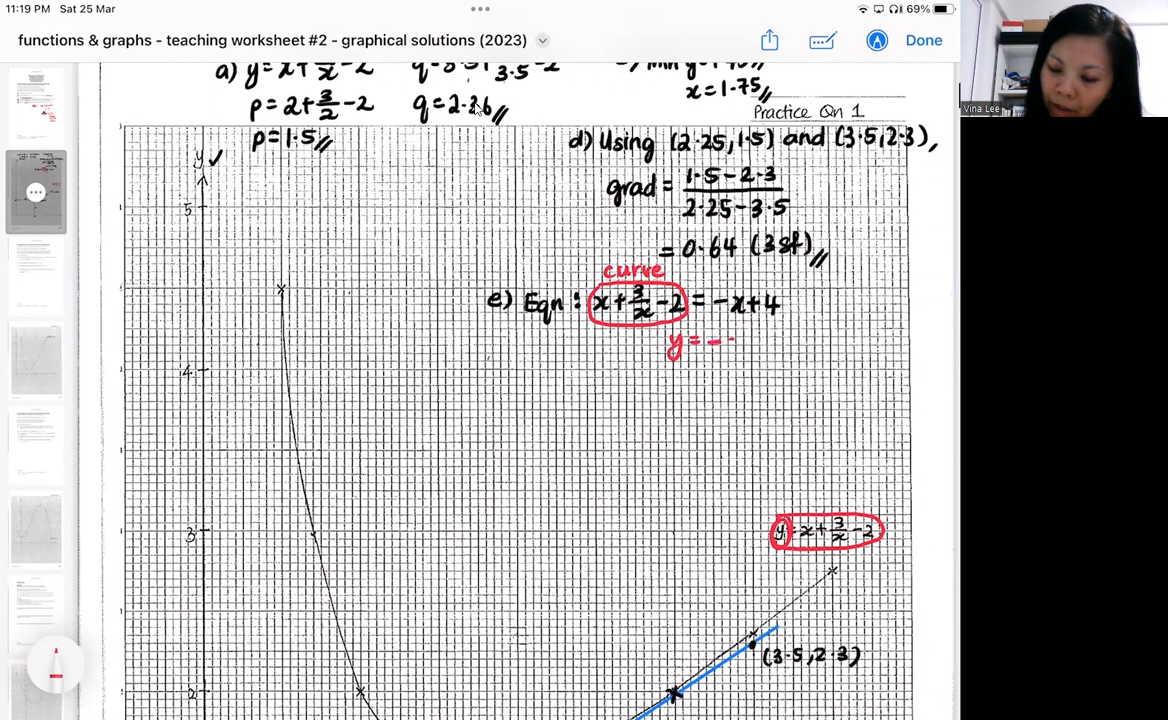 11:19 PM Sat 25 Mar
69%
functions & graphs - teaching worksheet #2 - graphical solutions (2023)
Done
Vina Lee
a) y = x + 3/x - 2
p = 2 + 3/2 - 2
q = 2.26
p = 1.5
x = 1.75
Practice Qn 1
d) Using (2.25, 1.5) and (3.5, 2.3),
grad = 1.5 - 2.3 / 2.25 - 3.5
= 0.64 (3sf)
curve
e) Eqn : x + 3/x - 2 = -x + 4
y = - -
y
5
4
3
2
y = x + 3/x - 2
(3.5, 2.3)